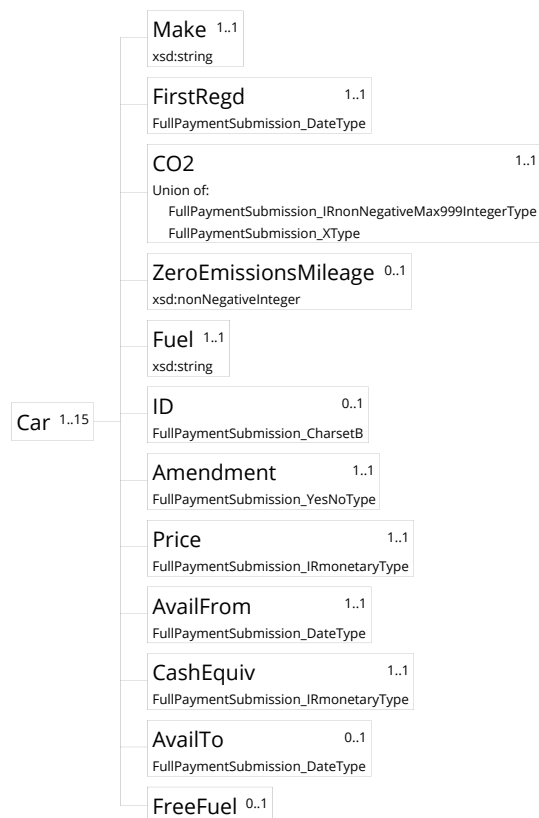 Make 1..1
xsd:string
FirstRegd 1..1
FullPaymentSubmission_DateType
CO2 1..1
Union of:
FullPaymentSubmission_IRnonNegativeMax999IntegerType
FullPaymentSubmission_XType
ZeroEmissionsMileage 0..1
xsd:nonNegativeInteger
Fuel 1..1
xsd:string
Car 1..15
ID 0..1
FullPaymentSubmission_CharsetB
Amendment 1..1
FullPaymentSubmission_YesNoType
Price 1..1
FullPaymentSubmission_IRmonetaryType
AvailFrom 1..1
FullPaymentSubmission_DateType
CashEquiv 1..1
FullPaymentSubmission_IRmonetaryType
AvailTo 0..1
FullPaymentSubmission_DateType
FreeFuel 0..1